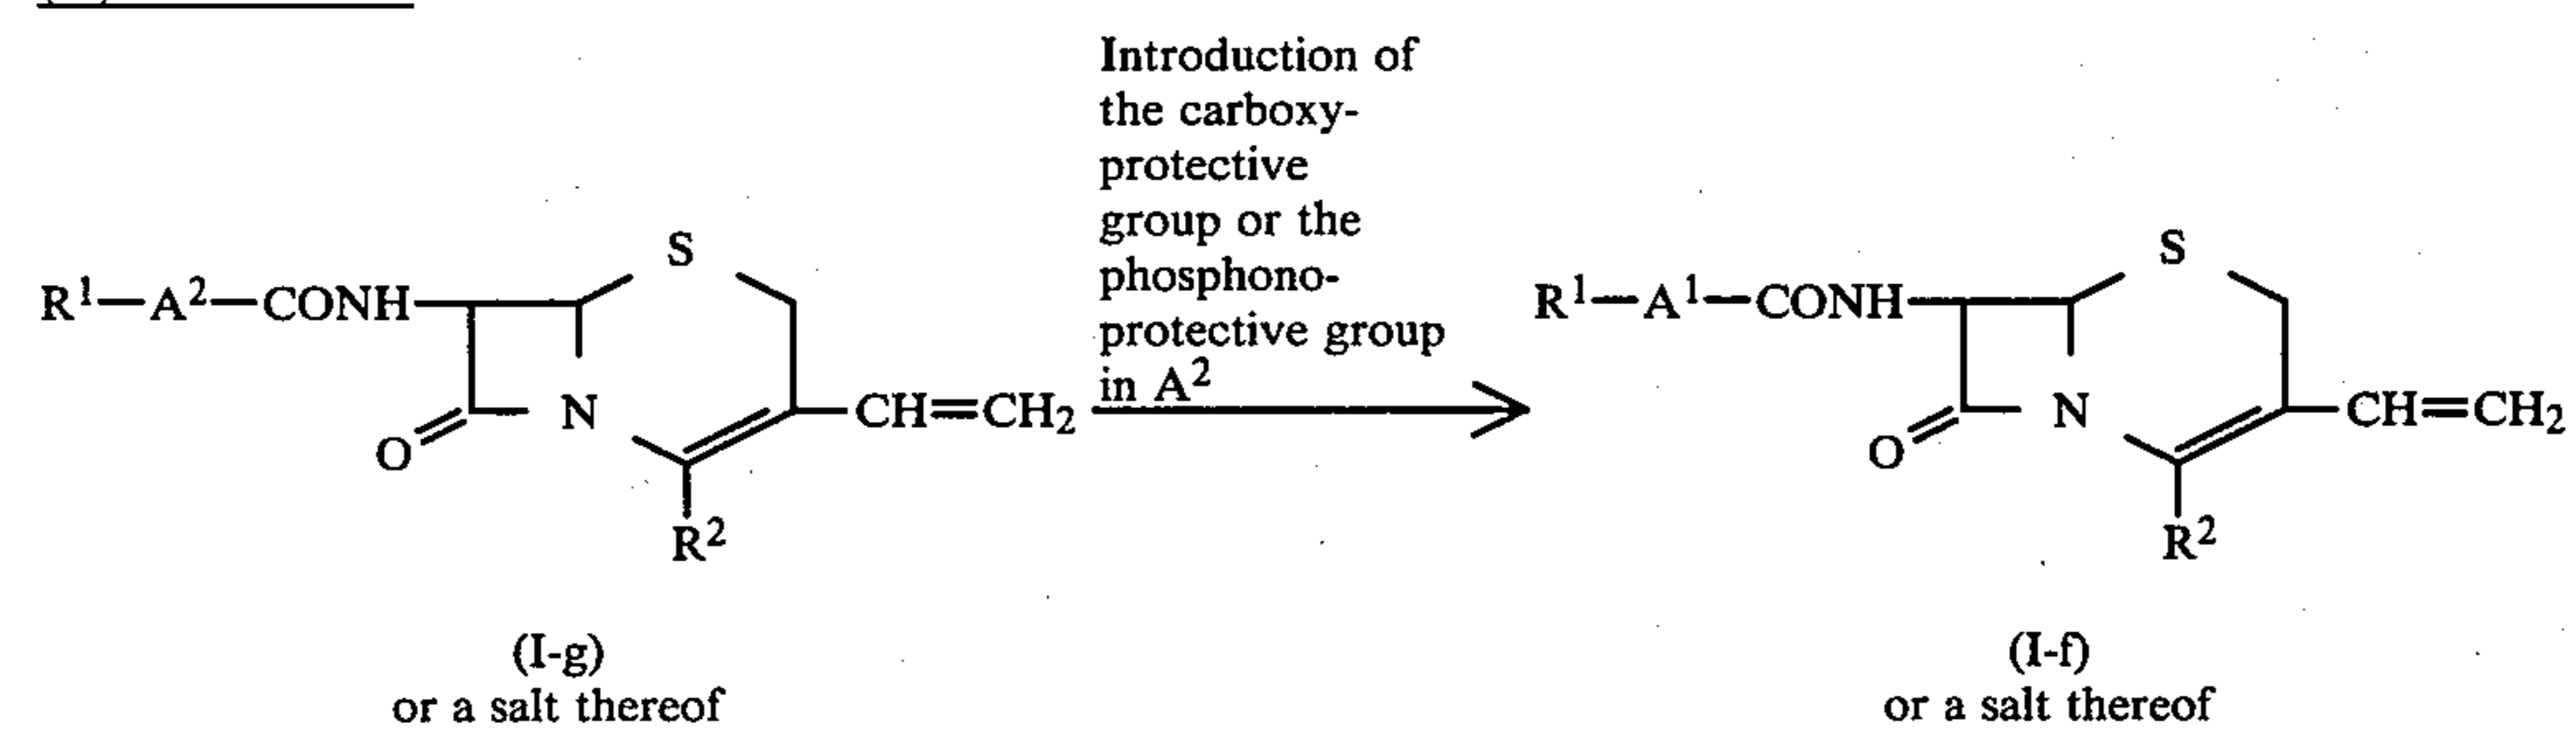 Introduction of
the carboxy-
protective
group or the
phosphono-
protective group
in A²
S
S
R¹—A²—CONH
R¹—A¹—CONH
O
N
CH=CH₂
O
N
CH=CH₂
R²
R²
(I-g)
(I-f)
or a salt thereof
or a salt thereof